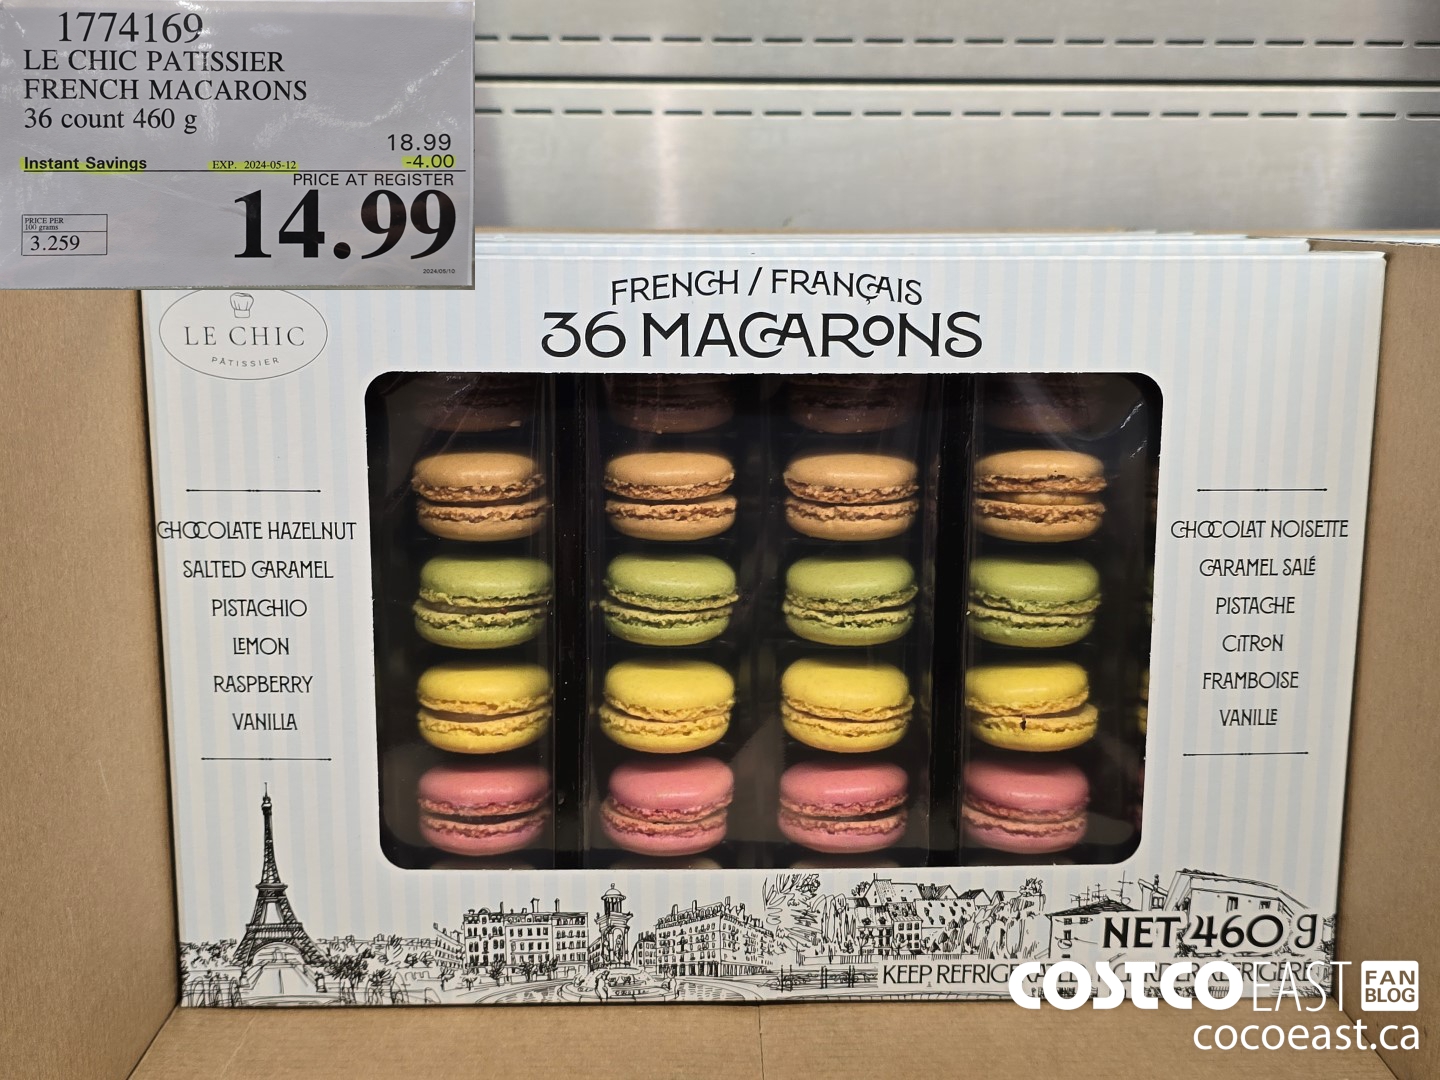 1774169
LE CHIC PATISSIER
FRENCH MACARONS
36 count 460 g
18.99
Instant Savings EXP. 2024-05-12 -4.00
PRICE AT REGISTER
14.99
PRICE PER
100 grams
3.259
2024/05/10
LE CHIC
PÂTISSIER
FRENCH / FRANÇAIS
36 MACARONS
CHOCOLATE HAZELNUT
SALTED CARAMEL
PISTACHIO
LEMON
RASPBERRY
VANILLA
CHOCOLAT NOISETTE
CARAMEL SALÉ
PISTACHE
CITRON
FRAMBOISE
VANILLE
NET 460 g
KEEP
COSTCO EAST FAN
BLOG
cocoeast.ca